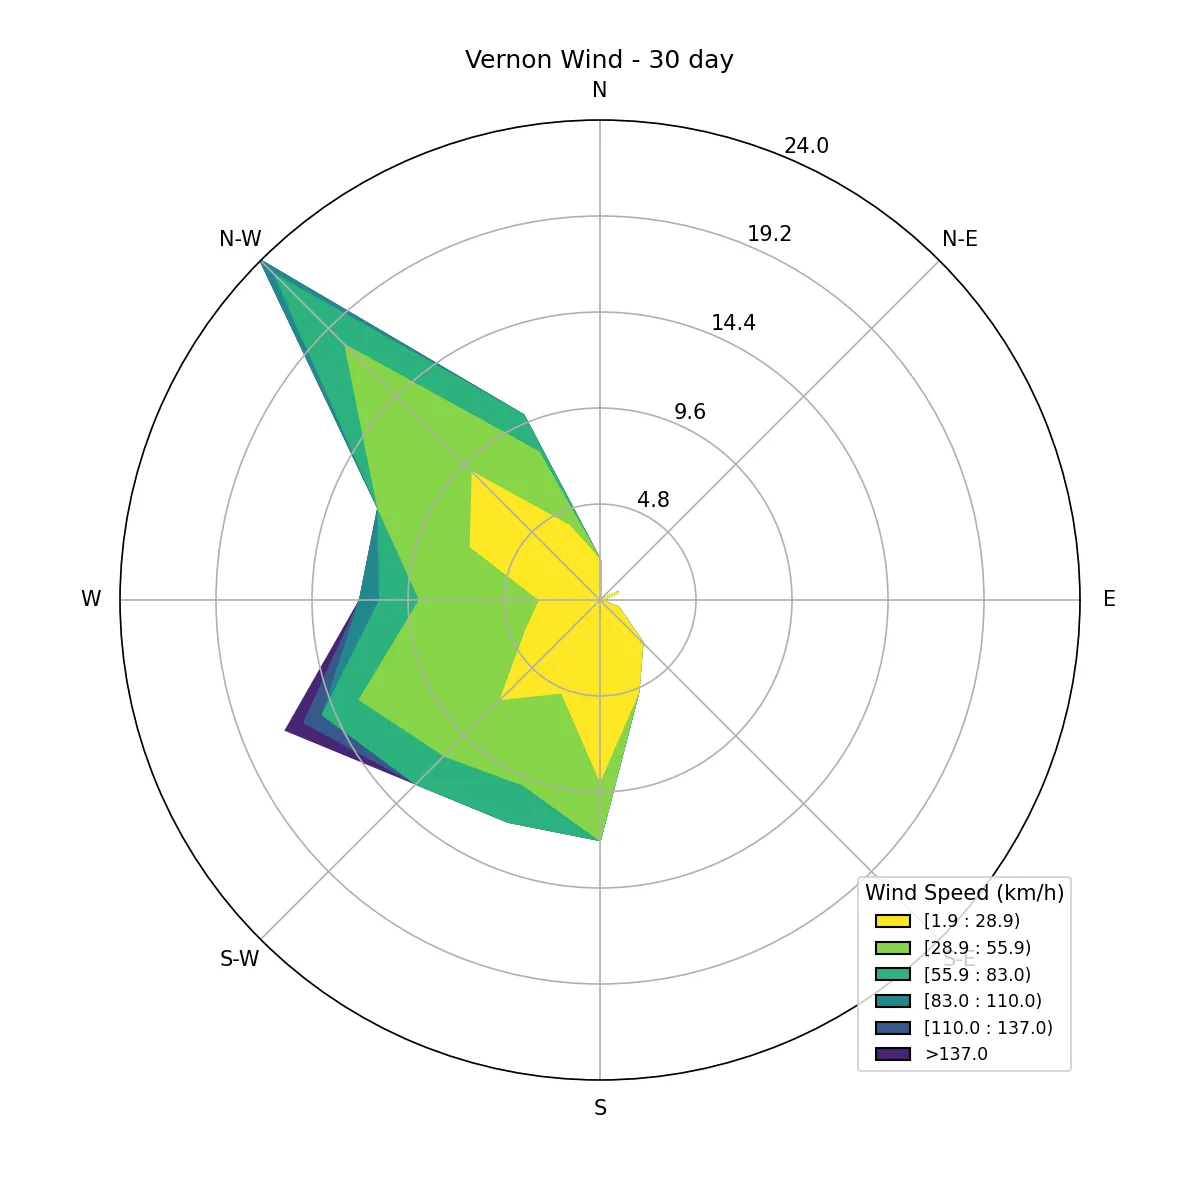 Vernon Wind - 30 day
N
24.0
19.2
N-W
N-E
14.4
9.6
4.8
W
E
Wind Speed (km/h)
[1.9 : 28.9)
[28.9 : 55.9)
S-W
S-E
[55.9 : 83.0)
[83.0 : 110.0)
[110.0 : 137.0)
>137.0
S